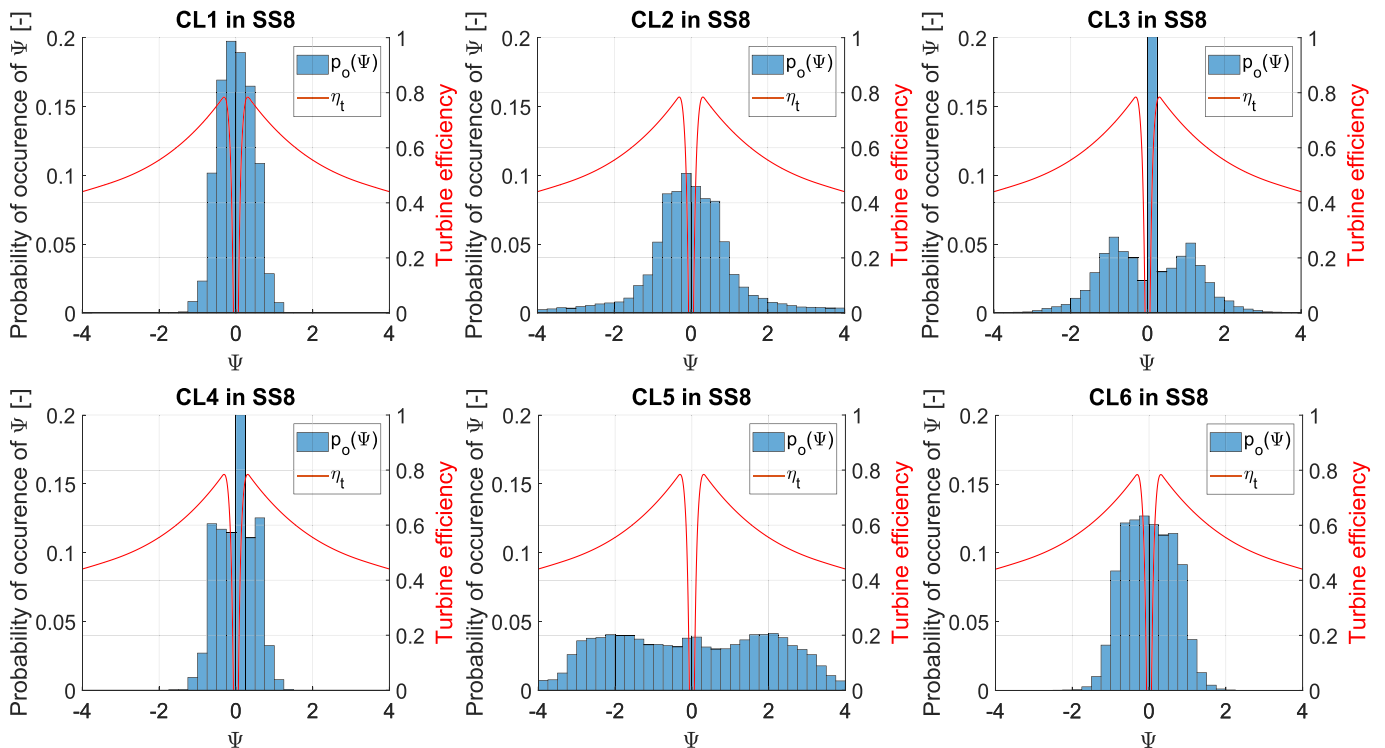 CL1 in SS8
Probability of occurence of Ψ [-]
0.2
0.15
0.1
0.05
0
1
0.8
0.6
0.4
0.2
0
Turbine efficiency
p_o(Ψ)
η_t
-4 -2 0 2 4
Ψ
CL2 in SS8
Probability of occurence of Ψ [-]
0.2
0.15
0.1
0.05
0
1
0.8
0.6
0.4
0.2
0
Turbine efficiency
p_o(Ψ)
η_t
-4 -2 0 2 4
Ψ
CL3 in SS8
Probability of occurence of Ψ [-]
0.2
0.15
0.1
0.05
0
1
0.8
0.6
0.4
0.2
0
Turbine efficiency
p_o(Ψ)
η_t
-4 -2 0 2 4
Ψ
CL4 in SS8
Probability of occurence of Ψ [-]
0.2
0.15
0.1
0.05
0
1
0.8
0.6
0.4
0.2
0
Turbine efficiency
p_o(Ψ)
η_t
-4 -2 0 2 4
Ψ
CL5 in SS8
Probability of occurence of Ψ [-]
0.2
0.15
0.1
0.05
0
1
0.8
0.6
0.4
0.2
0
Turbine efficiency
p_o(Ψ)
η_t
-4 -2 0 2 4
Ψ
CL6 in SS8
Probability of occurence of Ψ [-]
0.2
0.15
0.1
0.05
0
1
0.8
0.6
0.4
0.2
0
Turbine efficiency
p_o(Ψ)
η_t
-4 -2 0 2 4
Ψ